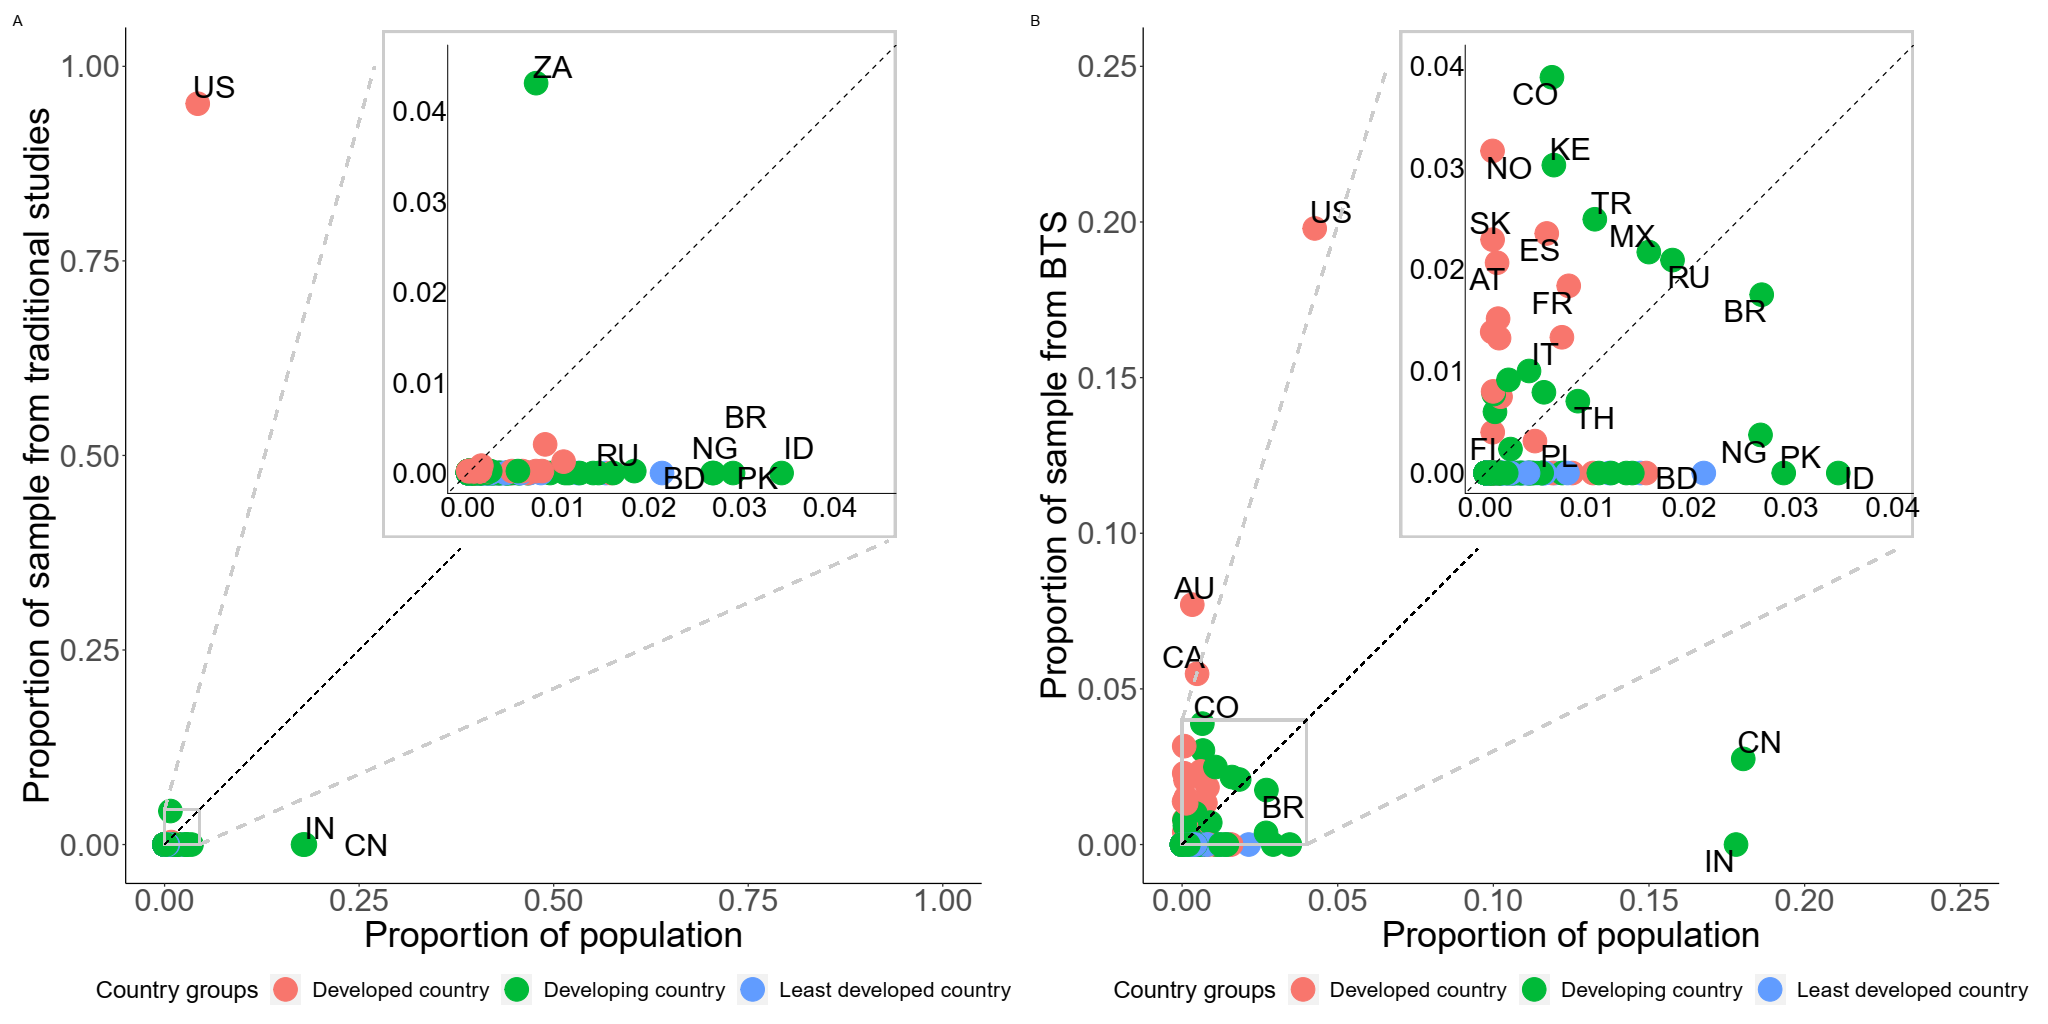 A
Proportion of sample from traditional studies
1.00
0.75
0.50
0.25
0.00
US
IN
CN
0.00 0.25 0.50 0.75 1.00
Proportion of population
ZA
0.04
0.03
0.02
0.01
0.00
BR
RU NG ID
BD PK
0.00 0.01 0.02 0.03 0.04
Country groups Developed country Developing country Least developed country
B
Proportion of sample from BTS
0.25
0.20
0.15
0.10
0.05
0.00
US
AU
CA
CO
BR
CN
IN
0.00 0.05 0.10 0.15 0.20 0.25
Proportion of population
0.04
0.03
0.02
0.01
0.00
CO
KE
NO
TR
SK
MX
ES
AT
RU
FR
BR
IT
TH
FI
PL
NG
PK
BD
ID
0.00 0.01 0.02 0.03 0.04
Country groups Developed country Developing country Least developed country